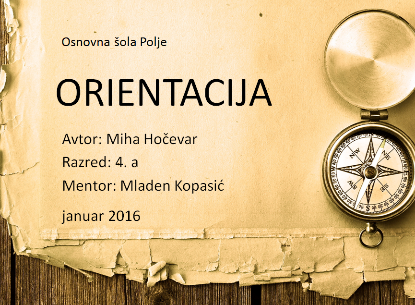 Osnovna šola Polje
ORIENTACIJA
Avtor: Miha Hočevar
Razred: 4. a
Mentor: Mladen Kopasić
januar 2016